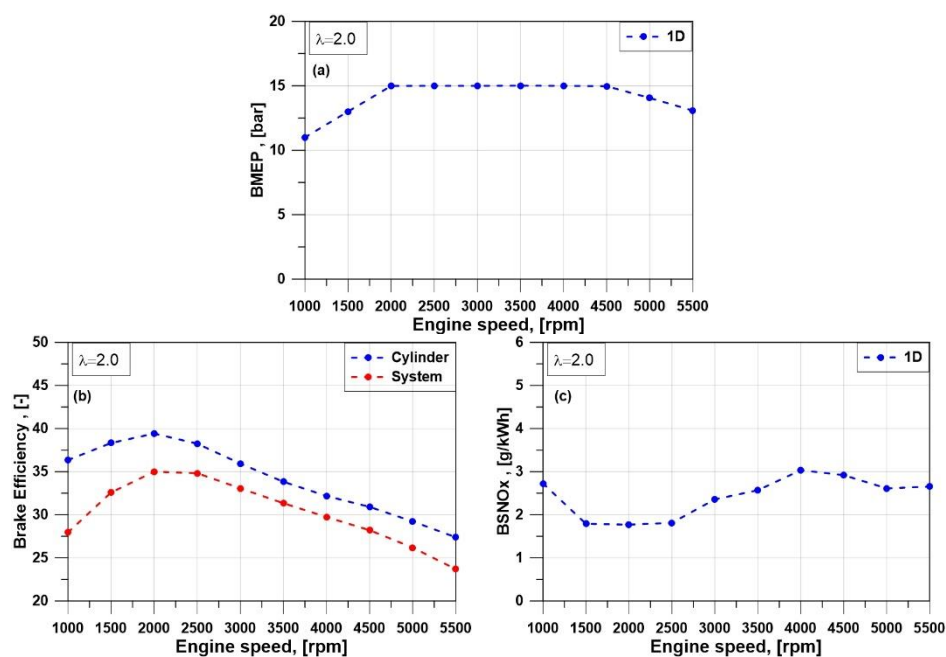 λ=2.0
1D
(a)
20
15
10
5
0
BMEP , [bar]
1000 1500 2000 2500 3000 3500 4000 4500 5000 5500
Engine speed, [rpm]
λ=2.0
Cylinder
System
(b)
50
45
40
35
30
25
20
Brake Efficiency , [-]
1000 1500 2000 2500 3000 3500 4000 4500 5000 5500
Engine speed, [rpm]
λ=2.0
1D
(c)
6
5
4
3
2
1
0
BSNOx , [g/kWh]
1000 1500 2000 2500 3000 3500 4000 4500 5000 5500
Engine speed, [rpm]